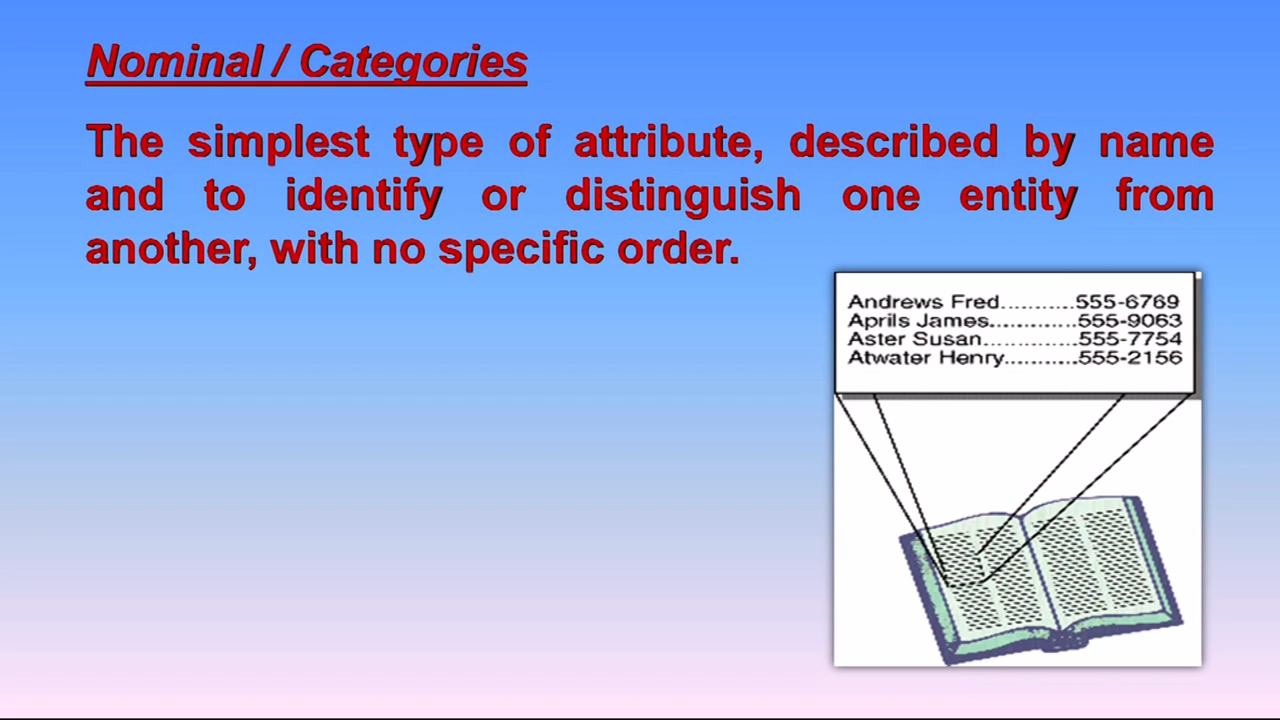 Nominal / Categories
The simplest type of attribute, described by name
and to identify or distinguish one entity from
another, with no specific order.
Andrews Fred...........555-6769
Aprils James.............555-9063
Aster Susan..............555-7754
Atwater Henry...........555-2156